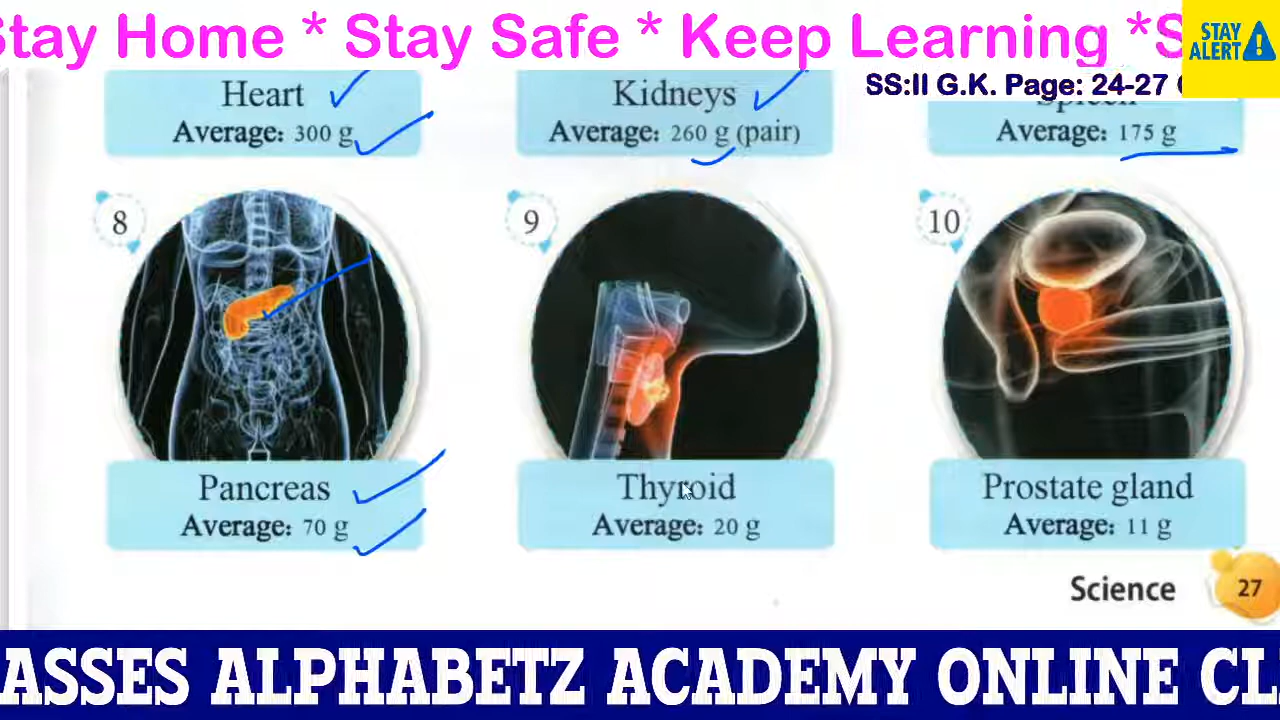 Stay Home * Stay Safe * Keep Learning *S
STAY
ALERT
SS:II G.K. Page: 24-27
Heart
Average: 300 g
Kidneys
Average: 260 g (pair)
Spleen
Average: 175 g
8
9
10
Pancreas
Average: 70 g
Thyroid
Average: 20 g
Prostate gland
Average: 11 g
Science 27
ASSES ALPHABETZ ACADEMY ONLINE CL